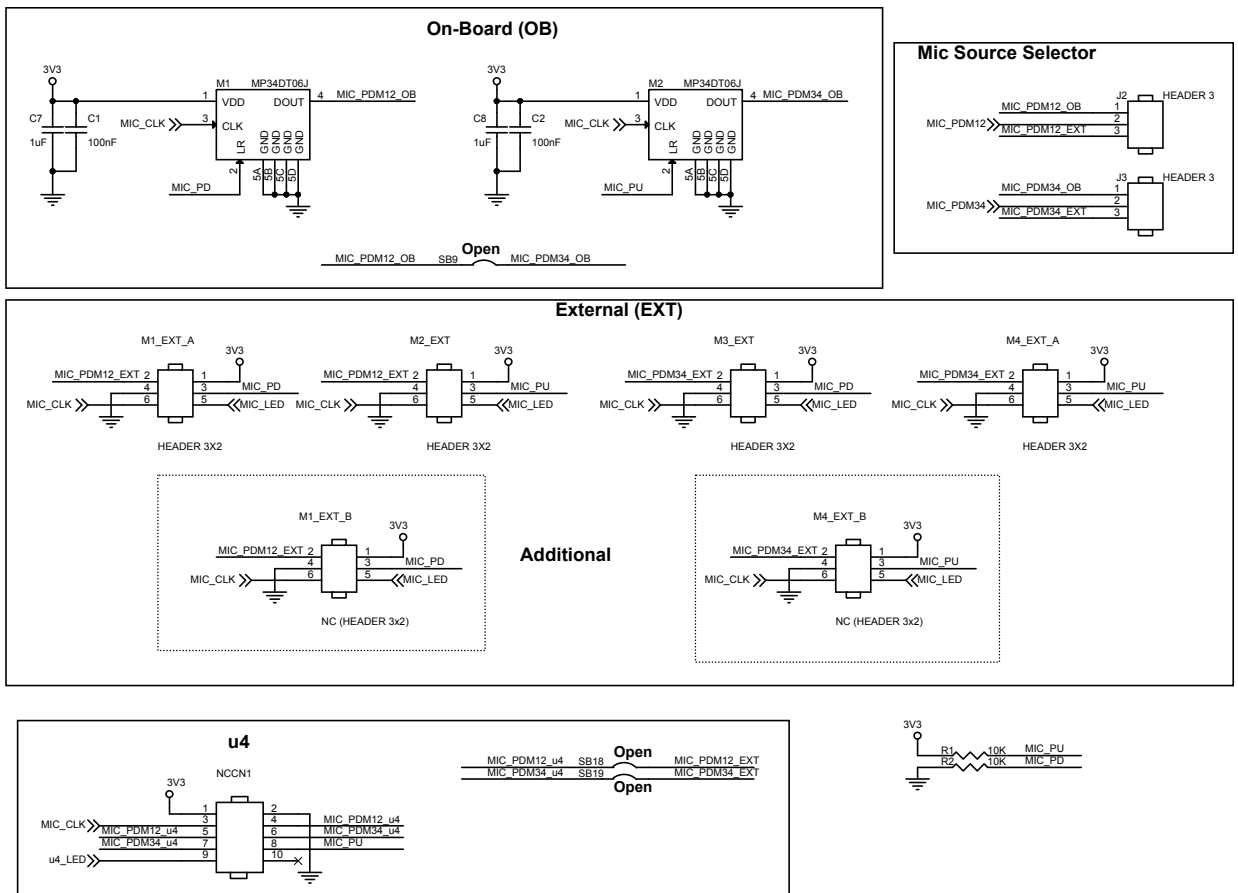 On-Board (OB)
3V3
C7
1uF
C1
100nF
MIC_CLK
M1 MP34DT06J
1 VDD DOUT 4 MIC_PDM12_OB
3 CLK
LR GND GND GND GND
2 5A 5B 5C 5D
MIC_PD
3V3
C8
1uF
C2
100nF
MIC_CLK
M2 MP34DT06J
1 VDD DOUT 4 MIC_PDM34_OB
3 CLK
LR GND GND GND GND
2 5A 5B 5C 5D
MIC_PU
Open
MIC_PDM12_OB SB9 MIC_PDM34_OB
Mic Source Selector
J2 HEADER 3
MIC_PDM12_OB 1
MIC_PDM12 2
MIC_PDM12_EXT 3
J3 HEADER 3
MIC_PDM34_OB 1
MIC_PDM34 2
MIC_PDM34_EXT 3
External (EXT)
M1_EXT_A
3V3
MIC_PDM12_EXT 2 1
4 3 MIC_PD
MIC_CLK 6 5 MIC_LED
HEADER 3X2
M2_EXT
3V3
MIC_PDM12_EXT 2 1
4 3 MIC_PU
MIC_CLK 6 5 MIC_LED
HEADER 3X2
M3_EXT
3V3
MIC_PDM34_EXT 2 1
4 3 MIC_PD
MIC_CLK 6 5 MIC_LED
HEADER 3X2
M4_EXT_A
3V3
MIC_PDM34_EXT 2 1
4 3 MIC_PU
MIC_CLK 6 5 MIC_LED
HEADER 3X2
M1_EXT_B
3V3
MIC_PDM12_EXT 2 1
4 3 MIC_PD
MIC_CLK 6 5 MIC_LED
NC (HEADER 3x2)
Additional
M4_EXT_B
3V3
MIC_PDM34_EXT 2 1
4 3 MIC_PU
MIC_CLK 6 5 MIC_LED
NC (HEADER 3x2)
u4
NCCN1
3V3
1 2
MIC_CLK 3 4 MIC_PDM12_u4
MIC_PDM12_u4 5 6 MIC_PDM34_u4
MIC_PDM34_u4 7 8 MIC_PU
u4_LED 9 10
Open
MIC_PDM12_u4 SB18 MIC_PDM12_EXT
MIC_PDM34_u4 SB19 MIC_PDM34_EXT
Open
3V3
R1 10K MIC_PU
R2 10K MIC_PD